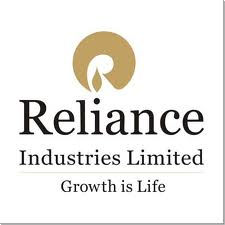 Reliance
Industries Limited
Growth is Life